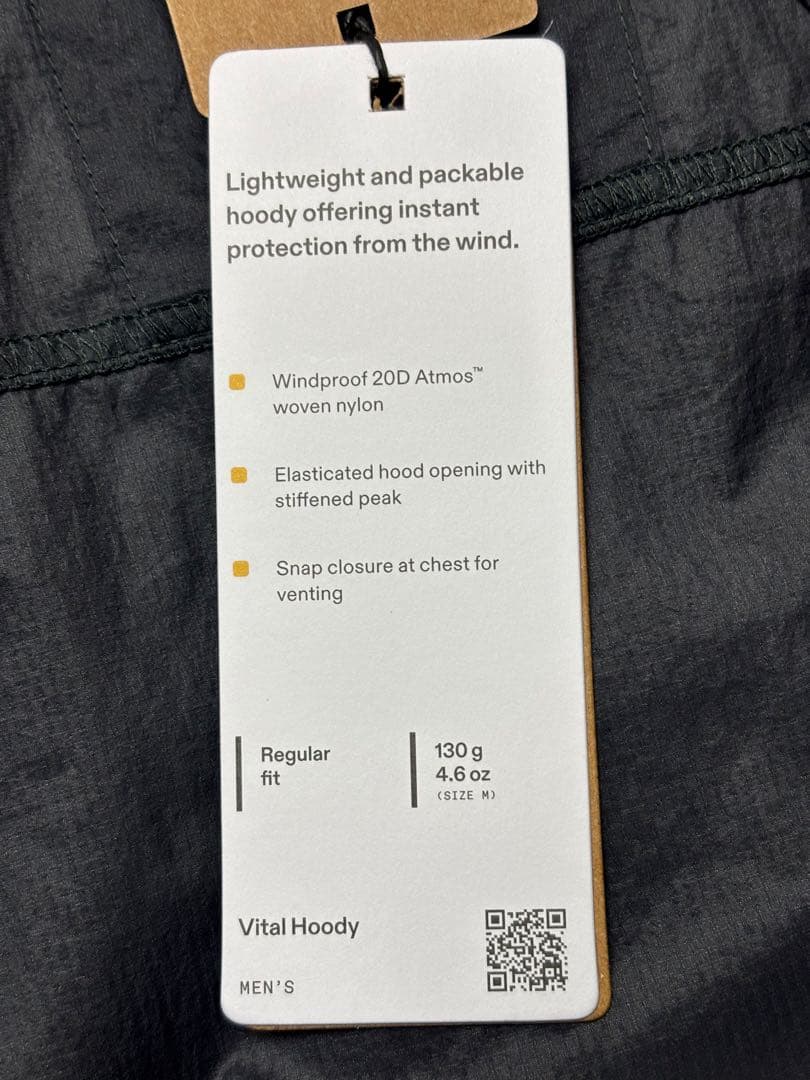 Lightweight and packable
hoody offering instant
protection from the wind.
Windproof 20D Atmos™
woven nylon
Elasticated hood opening with
stiffened peak
Snap closure at chest for
venting
Regular
fit
130 g
4.6 oz
(SIZE M)
Vital Hoody
MEN'S